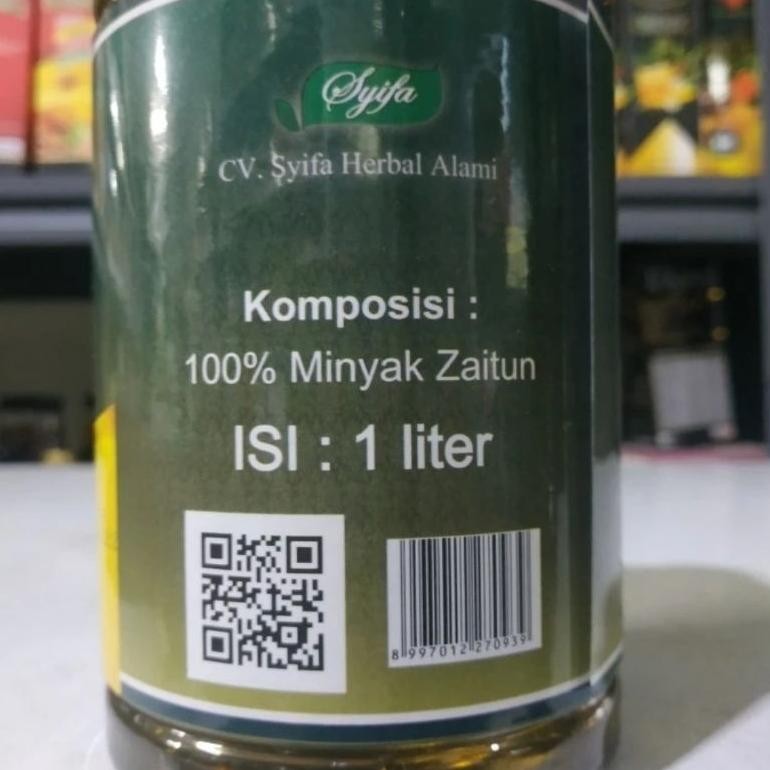 Syifa
CV. Syifa Herbal Alami
Komposisi :
100% Minyak Zaitun
ISI : 1 liter
8 997012 270939